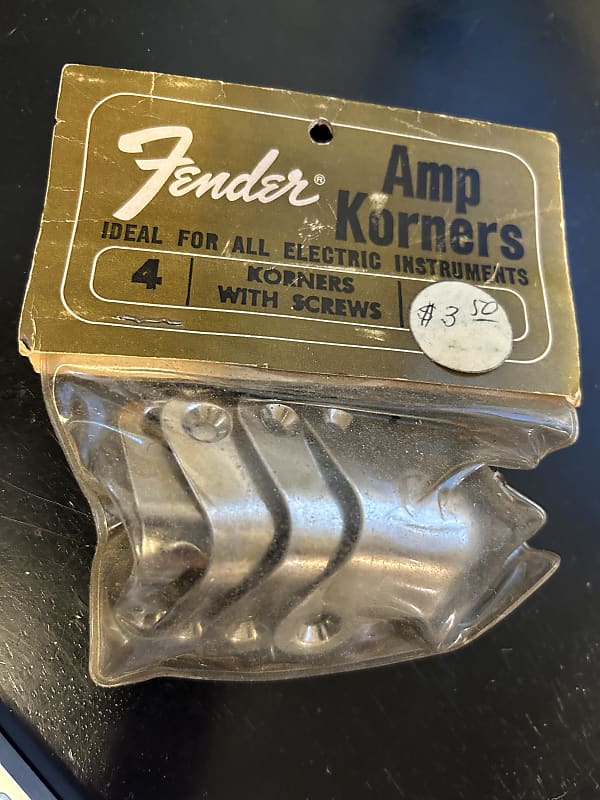 Fender®
Amp
Korners
IDEAL FOR ALL ELECTRIC INSTRUMENTS
4
KORNERS
WITH SCREWS
$3 50